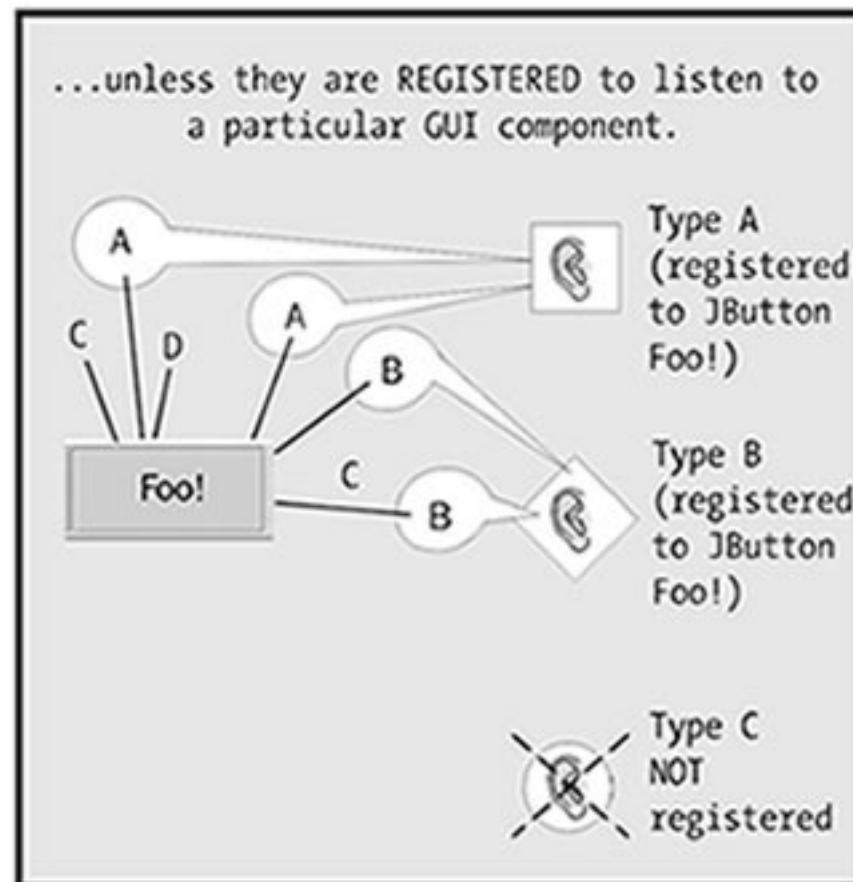 ...unless they are REGISTERED to listen to
a particular GUI component.
A
Type A
(registered
to JButton
Foo!)
A
C
D
B
Foo!
C
B
Type B
(registered
to JButton
Foo!)
Type C
NOT
registered